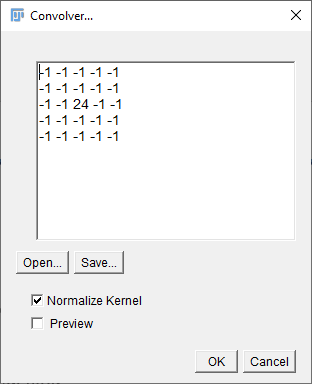 Convolver...
-1 -1 -1 -1 -1
-1 -1 -1 -1 -1
-1 -1 24 -1 -1
-1 -1 -1 -1 -1
-1 -1 -1 -1 -1
Open... Save...
Normalize Kernel
Preview
OK Cancel